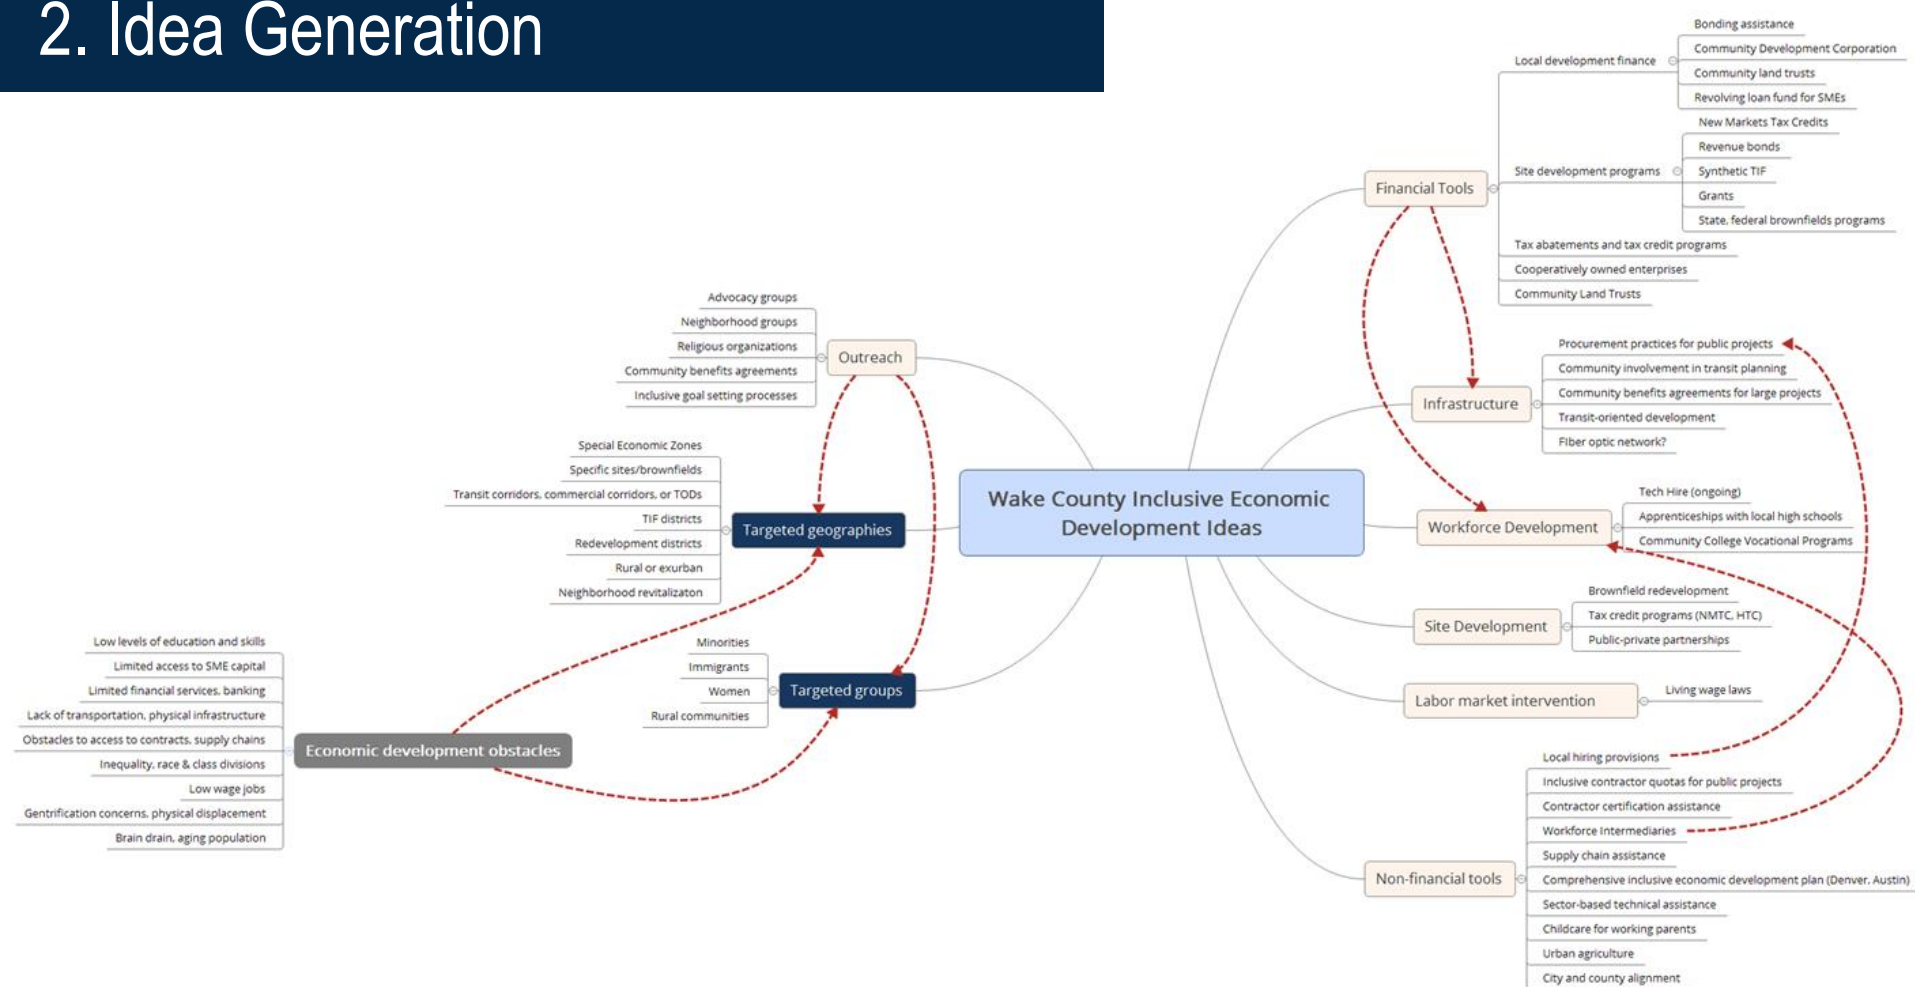 2. Idea Generation
Wake County Inclusive Economic
Development Ideas
Financial Tools
Local development finance
Bonding assistance
Community Development Corporation
Community land trusts
Revolving loan fund for SMEs
Site development programs
New Markets Tax Credits
Revenue bonds
Synthetic TIF
Grants
State, federal brownfields programs
Tax abatements and tax credit programs
Cooperatively owned enterprises
Community Land Trusts
Infrastructure
Procurement practices for public projects
Community involvement in transit planning
Community benefits agreements for large projects
Transit-oriented development
FIber optic network?
Workforce Development
Tech Hire (ongoing)
Apprenticeships with local high schools
Community College Vocational Programs
Site Development
Brownfield redevelopment
Tax credit programs (NMTC, HTC)
Public-private partnerships
Labor market intervention
Living wage laws
Non-financial tools
Local hiring provisions
Inclusive contractor quotas for public projects
Contractor certification assistance
Workforce Intermediaries
Supply chain assistance
Comprehensive inclusive economic development plan (Denver, Austin)
Sector-based technical assistance
Childcare for working parents
Urban agriculture
City and county alignment
Outreach
Advocacy groups
Neighborhood groups
Religious organizations
Community benefits agreements
Inclusive goal setting processes
Targeted geographies
Special Economic Zones
Specific sites/brownfields
Transit corridors, commercial corridors, or TODs
TIF districts
Redevelopment districts
Rural or exurban
Neighborhood revitalizaton
Targeted groups
Minorities
Immigrants
Women
Rural communities
Economic development obstacles
Low levels of education and skills
Limited access to SME capital
Limited financial services, banking
Lack of transportation, physical infrastructure
Obstacles to access to contracts, supply chains
Inequality, race & class divisions
Low wage jobs
Gentrification concerns, physical displacement
Brain drain, aging population